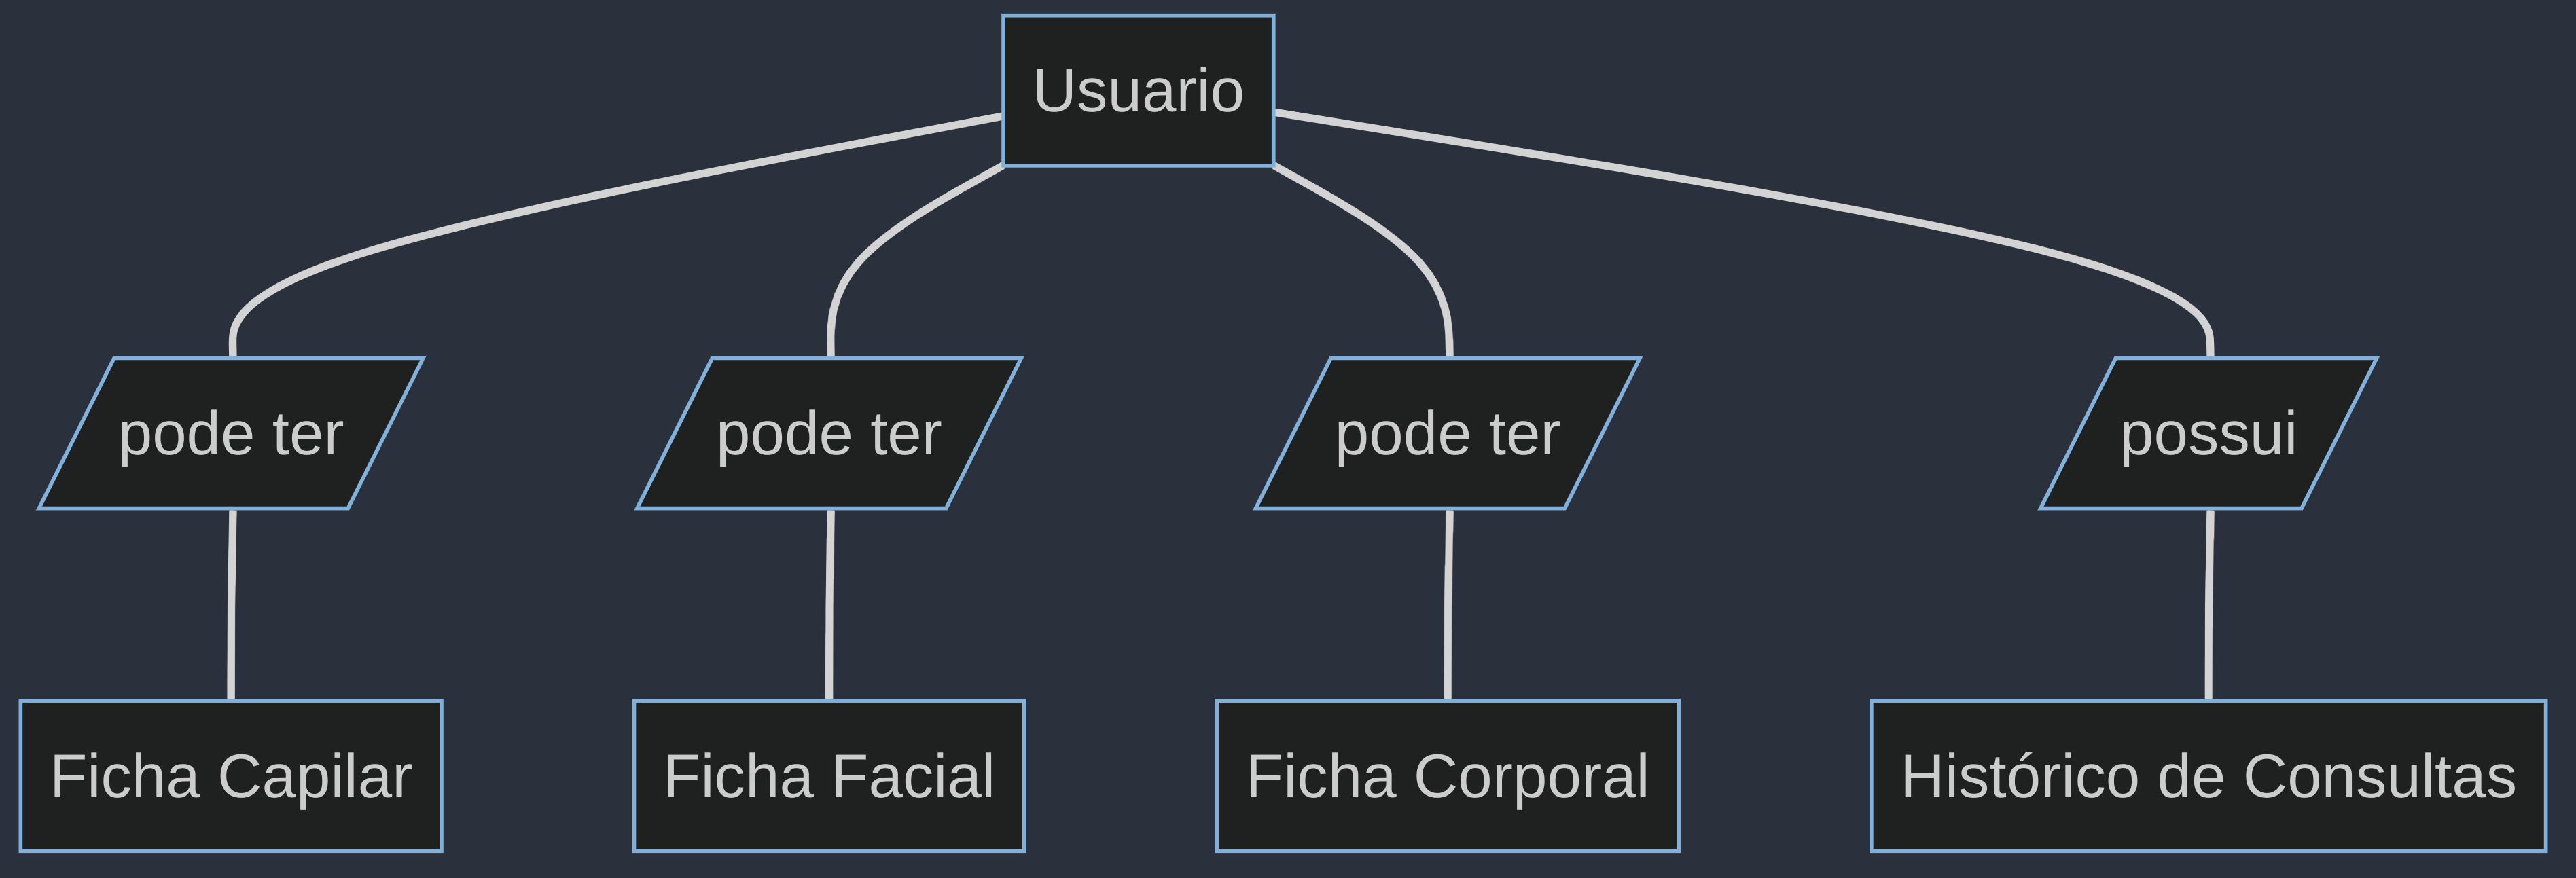 Usuario
pode ter
pode ter
pode ter
possui
Ficha Capilar
Ficha Facial
Ficha Corporal
Histórico de Consultas